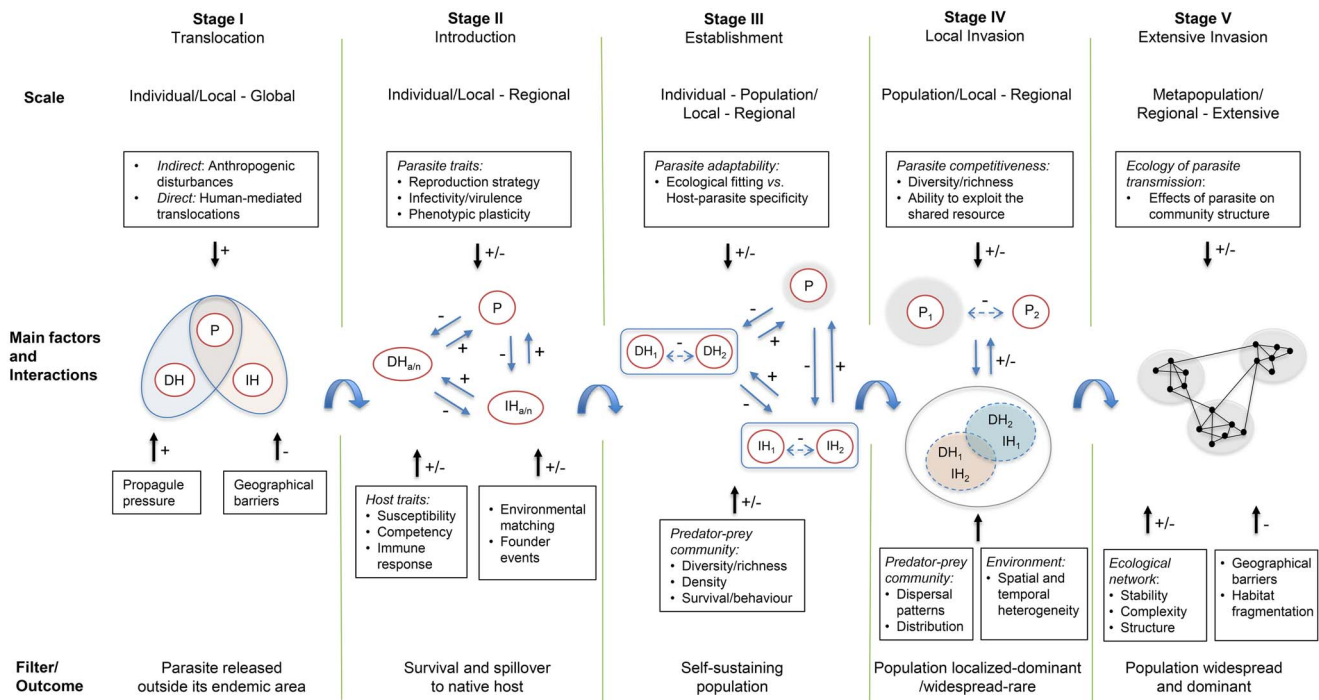 Stage I
Translocation
Stage II
Introduction
Stage III
Establishment
Stage IV
Local Invasion
Stage V
Extensive Invasion
Scale
Individual/Local - Global
Individual/Local - Regional
Individual - Population/
Local - Regional
Population/Local - Regional
Metapopulation/
Regional - Extensive
• Indirect: Anthropogenic
disturbances
• Direct: Human-mediated
translocations
Parasite traits:
• Reproduction strategy
• Infectivity/virulence
• Phenotypic plasticity
Parasite adaptability:
• Ecological fitting vs.
Host-parasite specificity
Parasite competitiveness:
• Diversity/richness
• Ability to exploit the
shared resource
Ecology of parasite
transmission:
• Effects of parasite on
community structure
+
+/-
+/-
+/-
+/-
Main factors
and
Interactions
P
DH
IH
+
-
Propagule
pressure
Geographical
barriers
P
-
+
-
+
DHa/n
+
-
IHa/n
+/-
+/-
Host traits:
• Susceptibility
• Competency
• Immune
response
• Environmental
matching
• Founder
events
P
-
+
DH1
-
DH2
+
-
-
+
IH1
-
IH2
+/-
Predator-prey
community:
• Diversity/richness
• Density
• Survival/behaviour
P1
-
P2
+/-
DH2
IH1
DH1
IH2
Predator-prey
community:
• Dispersal
patterns
• Distribution
Environment:
• Spatial and
temporal
heterogeneity
+/-
-
Ecological
network:
• Stability
• Complexity
• Structure
• Geographical
barriers
• Habitat
fragmentation
Filter/
Outcome
Parasite released
outside its endemic area
Survival and spillover
to native host
Self-sustaining
population
Population localized-dominant
/widespread-rare
Population widespread
and dominant